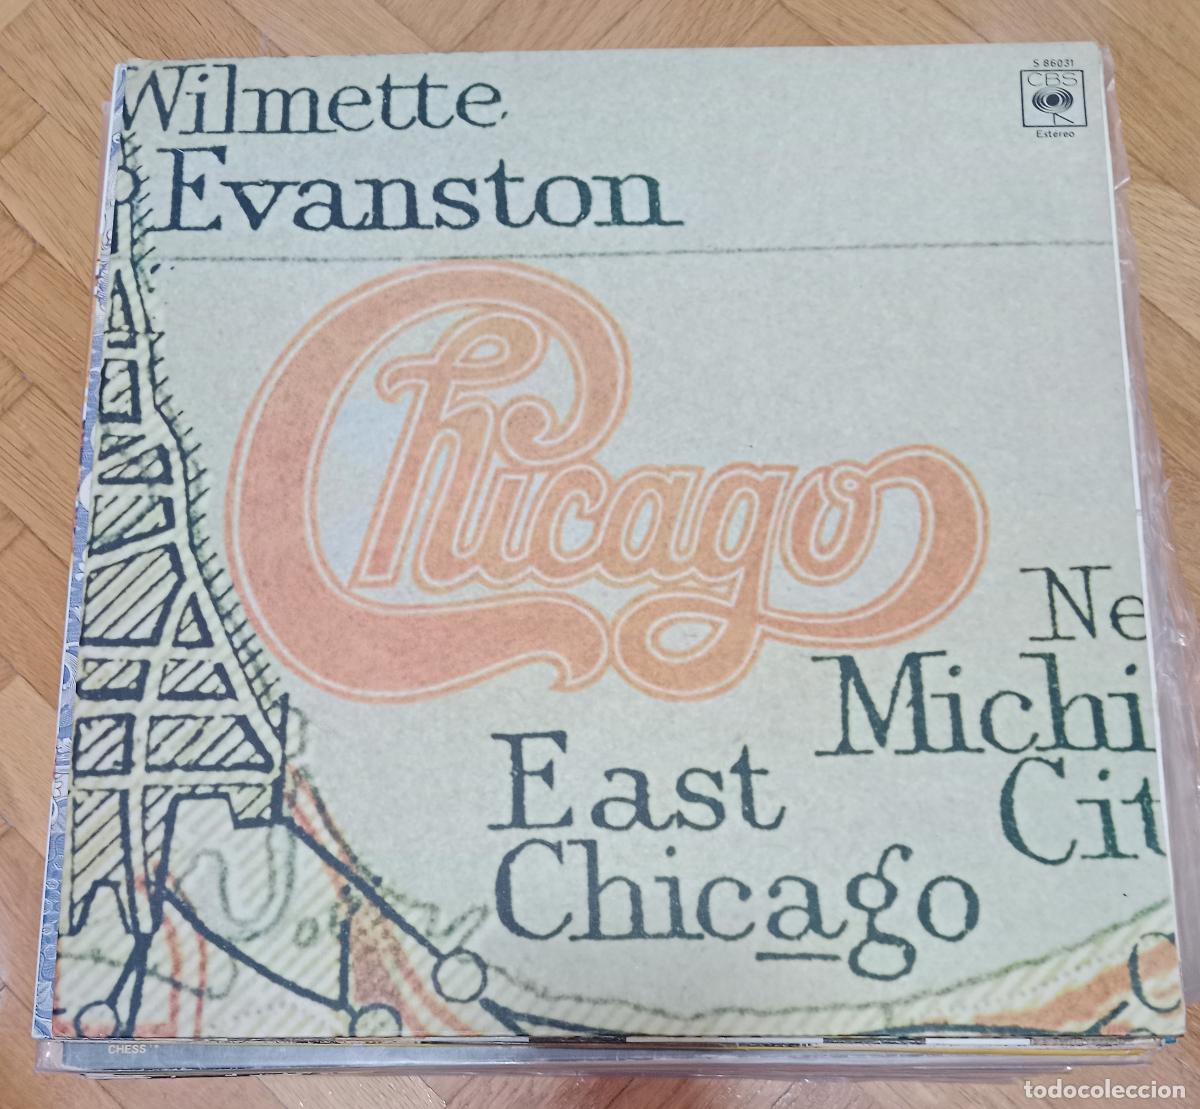 Wilmette
Evanston
S 86031
CBS
Estereo
Chicago
Ne
Michi
Cit
East
Chicago
C
CHESS
todocoleccion